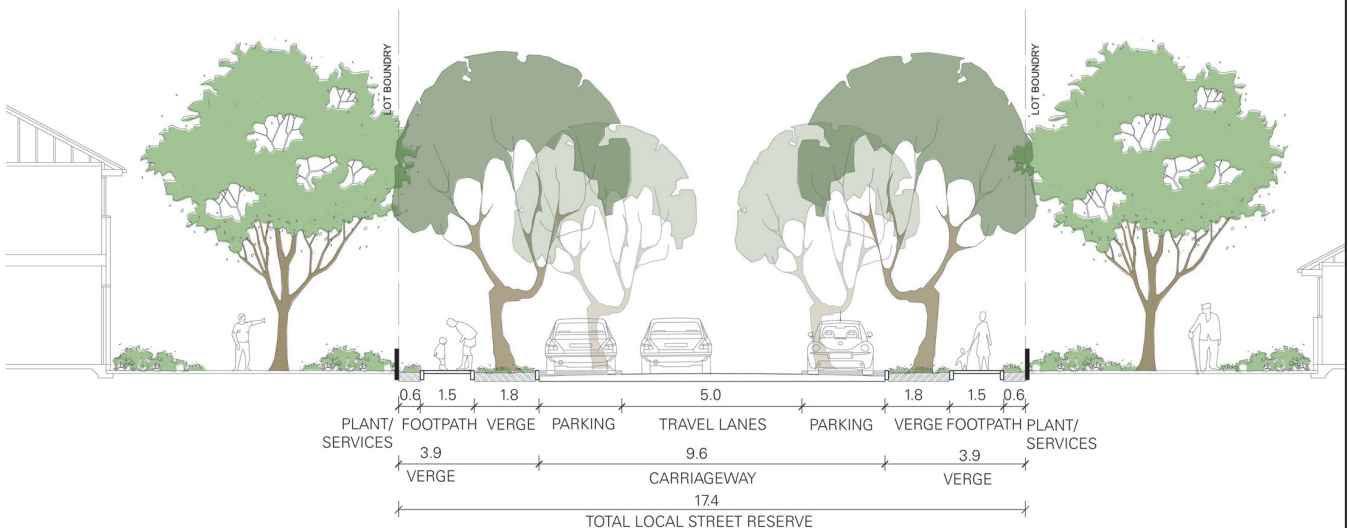 LOT BOUNDRY
LOT BOUNDRY
0.6 1.5 1.8 5.0 1.8 1.5 0.6
PLANT/ SERVICES FOOTPATH VERGE PARKING TRAVEL LANES PARKING VERGE FOOTPATH PLANT/ SERVICES
3.9 9.6 3.9
VERGE CARRIAGEWAY VERGE
17.4
TOTAL LOCAL STREET RESERVE